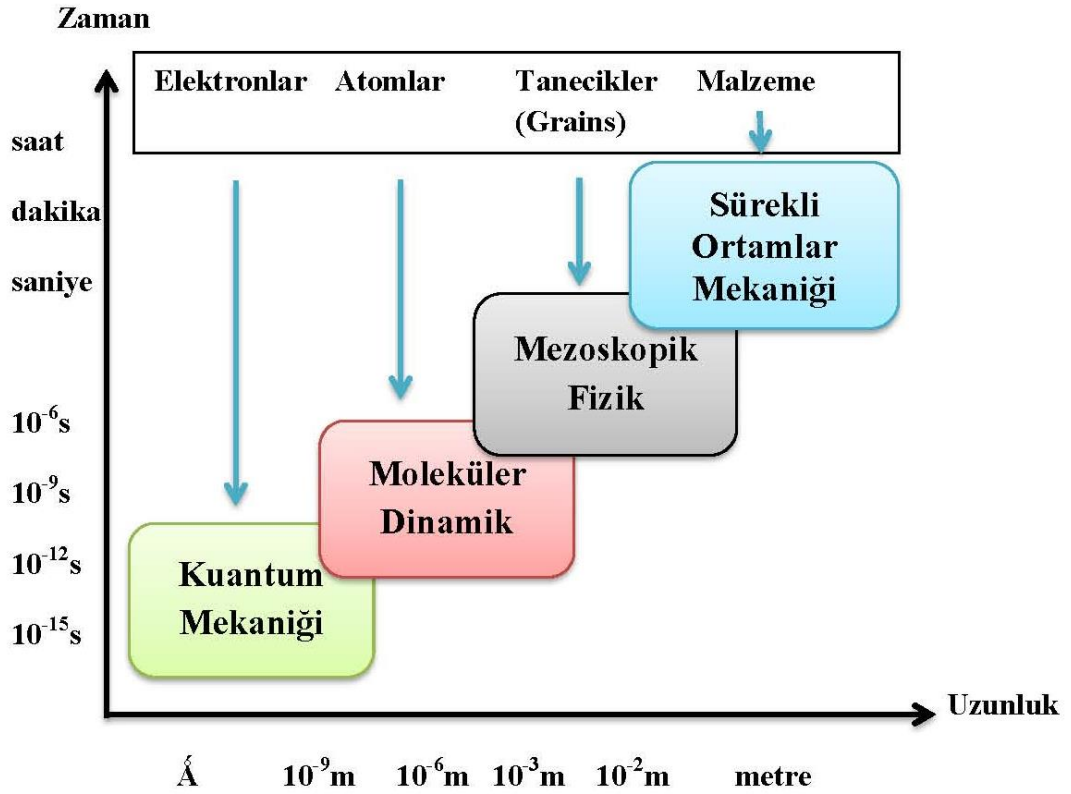 Zaman
Elektronlar Atomlar Tanecikler Malzeme
(Grains)
saat
dakika
saniye
10⁻⁶s
10⁻⁹s
10⁻¹²s
10⁻¹⁵s
Sürekli
Ortamlar
Mekaniği
Mezoskopik
Fizik
Moleküler
Dinamik
Kuantum
Mekaniği
Uzunluk
Ǻ 10⁻⁹m 10⁻⁶m 10⁻³m 10⁻²m metre